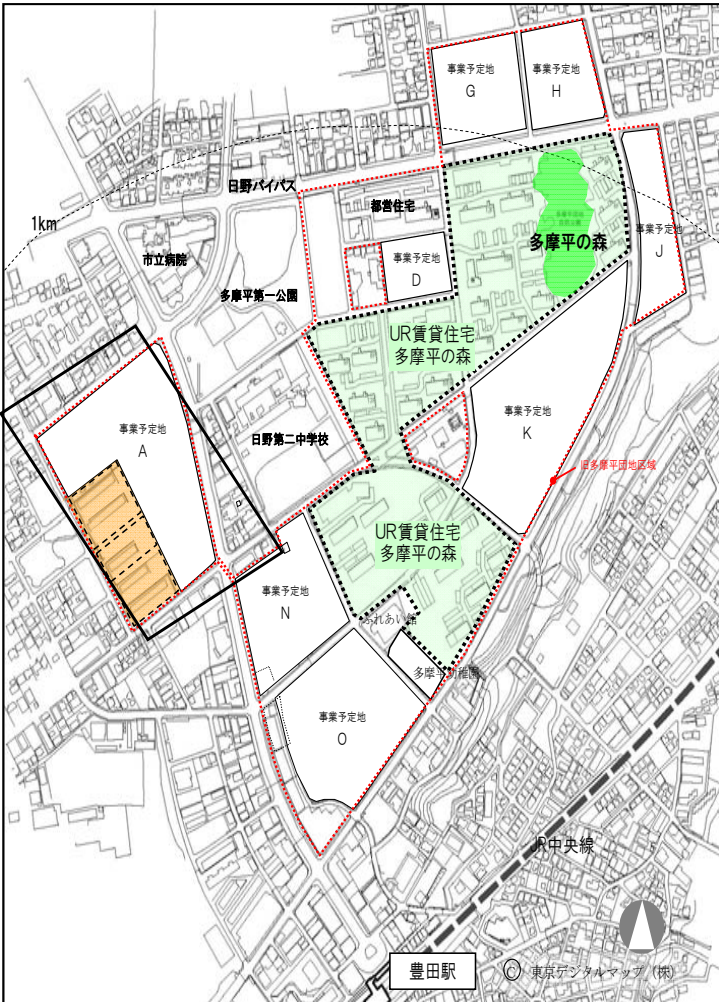 事業予定地
G
事業予定地
H
日野バイパス
都営住宅
1km
市立病院
多摩平の森
事業予定地
J
事業予定地
D
多摩平第一公園
UR賃貸住宅
多摩平の森
事業予定地
A
日野第二中学校
事業予定地
K
旧多摩平団地区域
UR賃貸住宅
多摩平の森
事業予定地
N
ふれあい館
多摩平幼稚園
事業予定地
O
JR中央線
豊田駅
© 東京デジタルマップ (株)